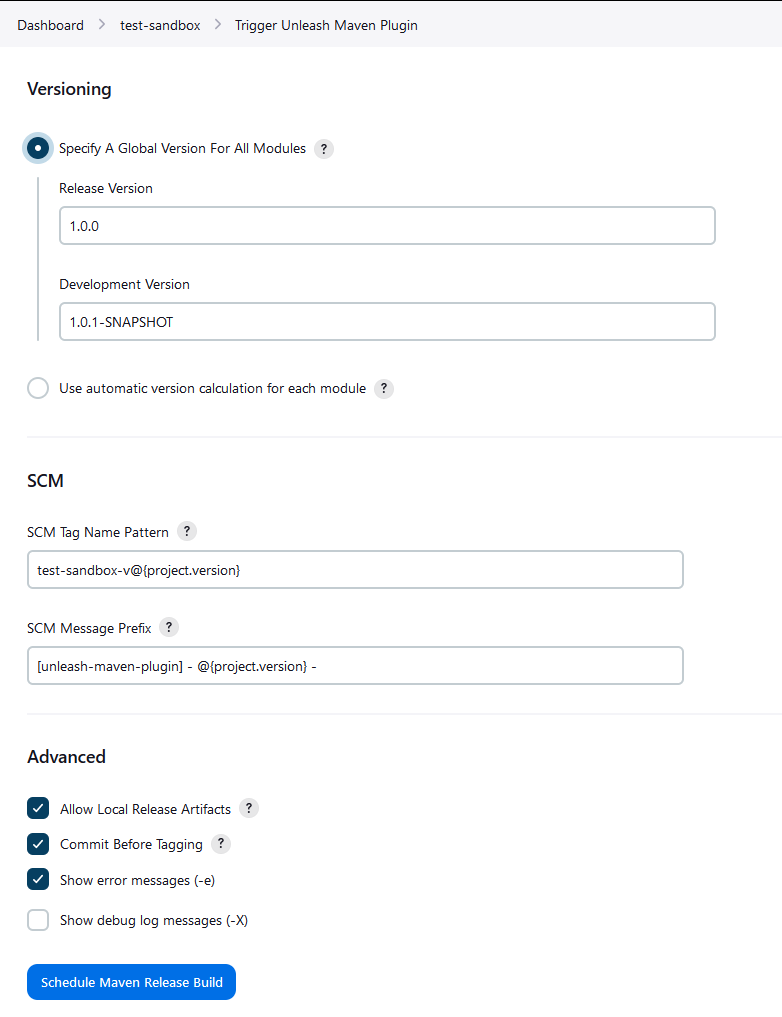 Dashboard > test-sandbox > Trigger Unleash Maven Plugin
Versioning
Specify A Global Version For All Modules ?
Release Version
1.0.0
Development Version
1.0.1-SNAPSHOT
Use automatic version calculation for each module ?
SCM
SCM Tag Name Pattern ?
test-sandbox-v@{project.version}
SCM Message Prefix ?
[unleash-maven-plugin] - @{project.version} -
Advanced
Allow Local Release Artifacts ?
Commit Before Tagging ?
Show error messages (-e)
Show debug log messages (-X)
Schedule Maven Release Build